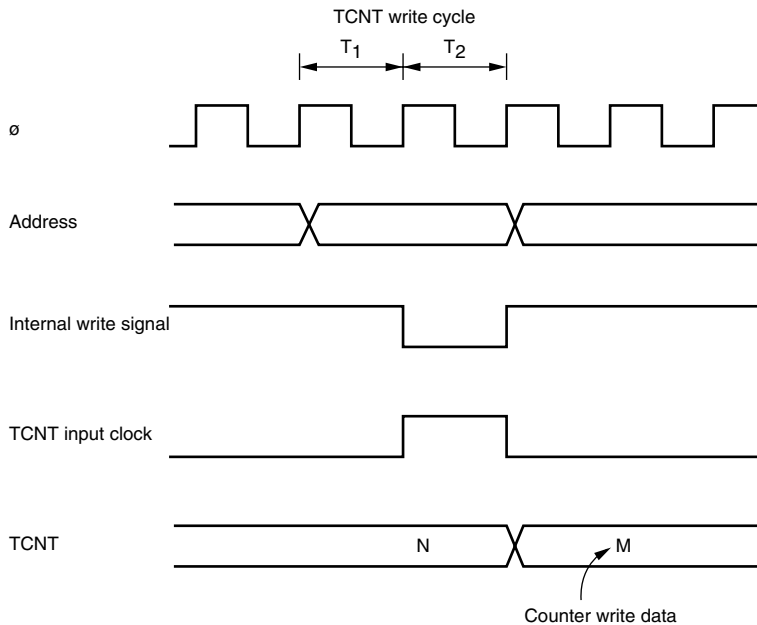 TCNT write cycle
T1 T2
ø
Address
Internal write signal
TCNT input clock
TCNT N M
Counter write data